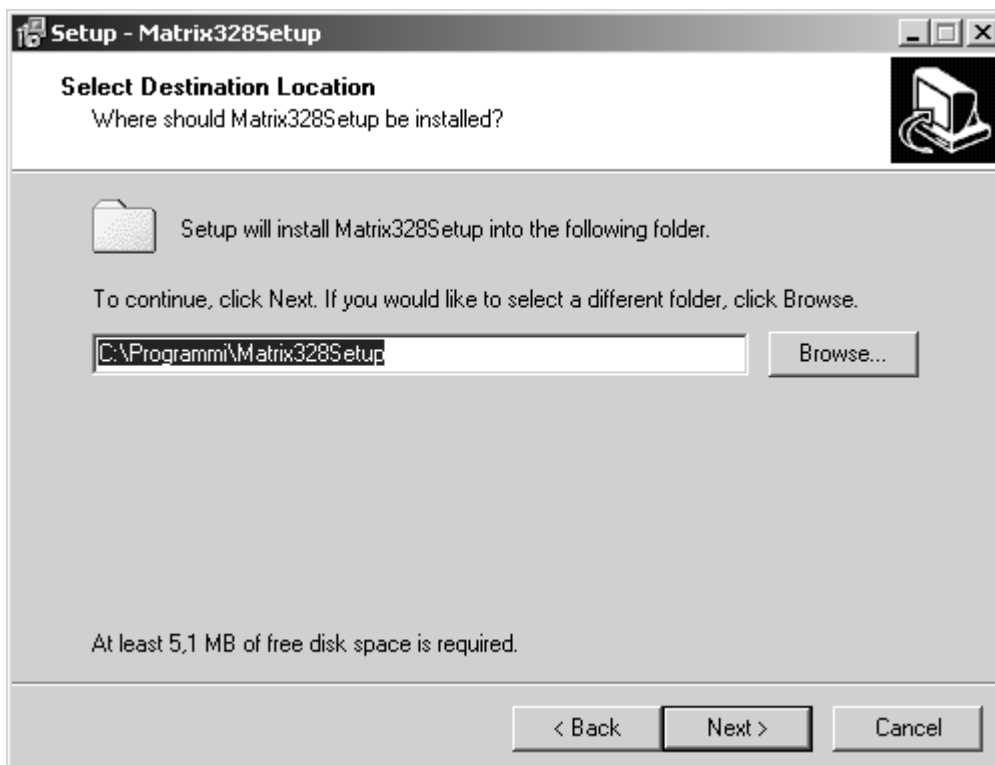 Setup - Matrix328Setup
Select Destination Location
Where should Matrix328Setup be installed?
Setup will install Matrix328Setup into the following folder.
To continue, click Next. If you would like to select a different folder, click Browse.
C:\Programmi\Matrix328Setup
Browse...
At least 5,1 MB of free disk space is required.
< Back
Next >
Cancel